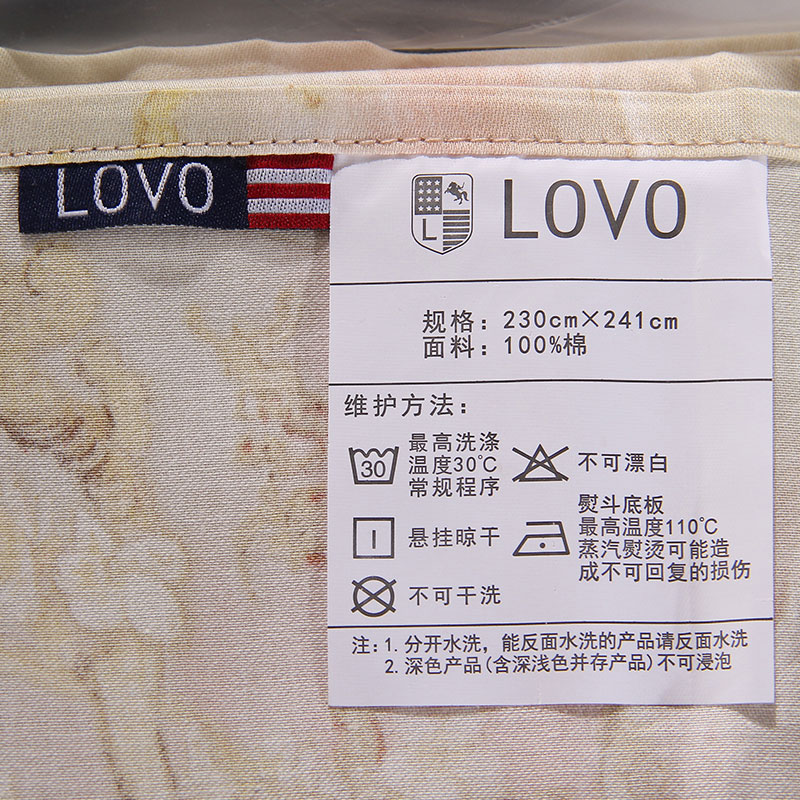 LOVO
L
LOVO
规格：230cm×241cm
面料：100%棉
维护方法：
30
最高洗涤
温度30℃
常规程序
不可漂白
悬挂晾干
熨斗底板
最高温度110℃
蒸汽熨烫可能造
成不可回复的损伤
不可干洗
注：1.分开水洗，能反面水洗的产品请反面水洗
2.深色产品(含深浅色并存产品)不可浸泡